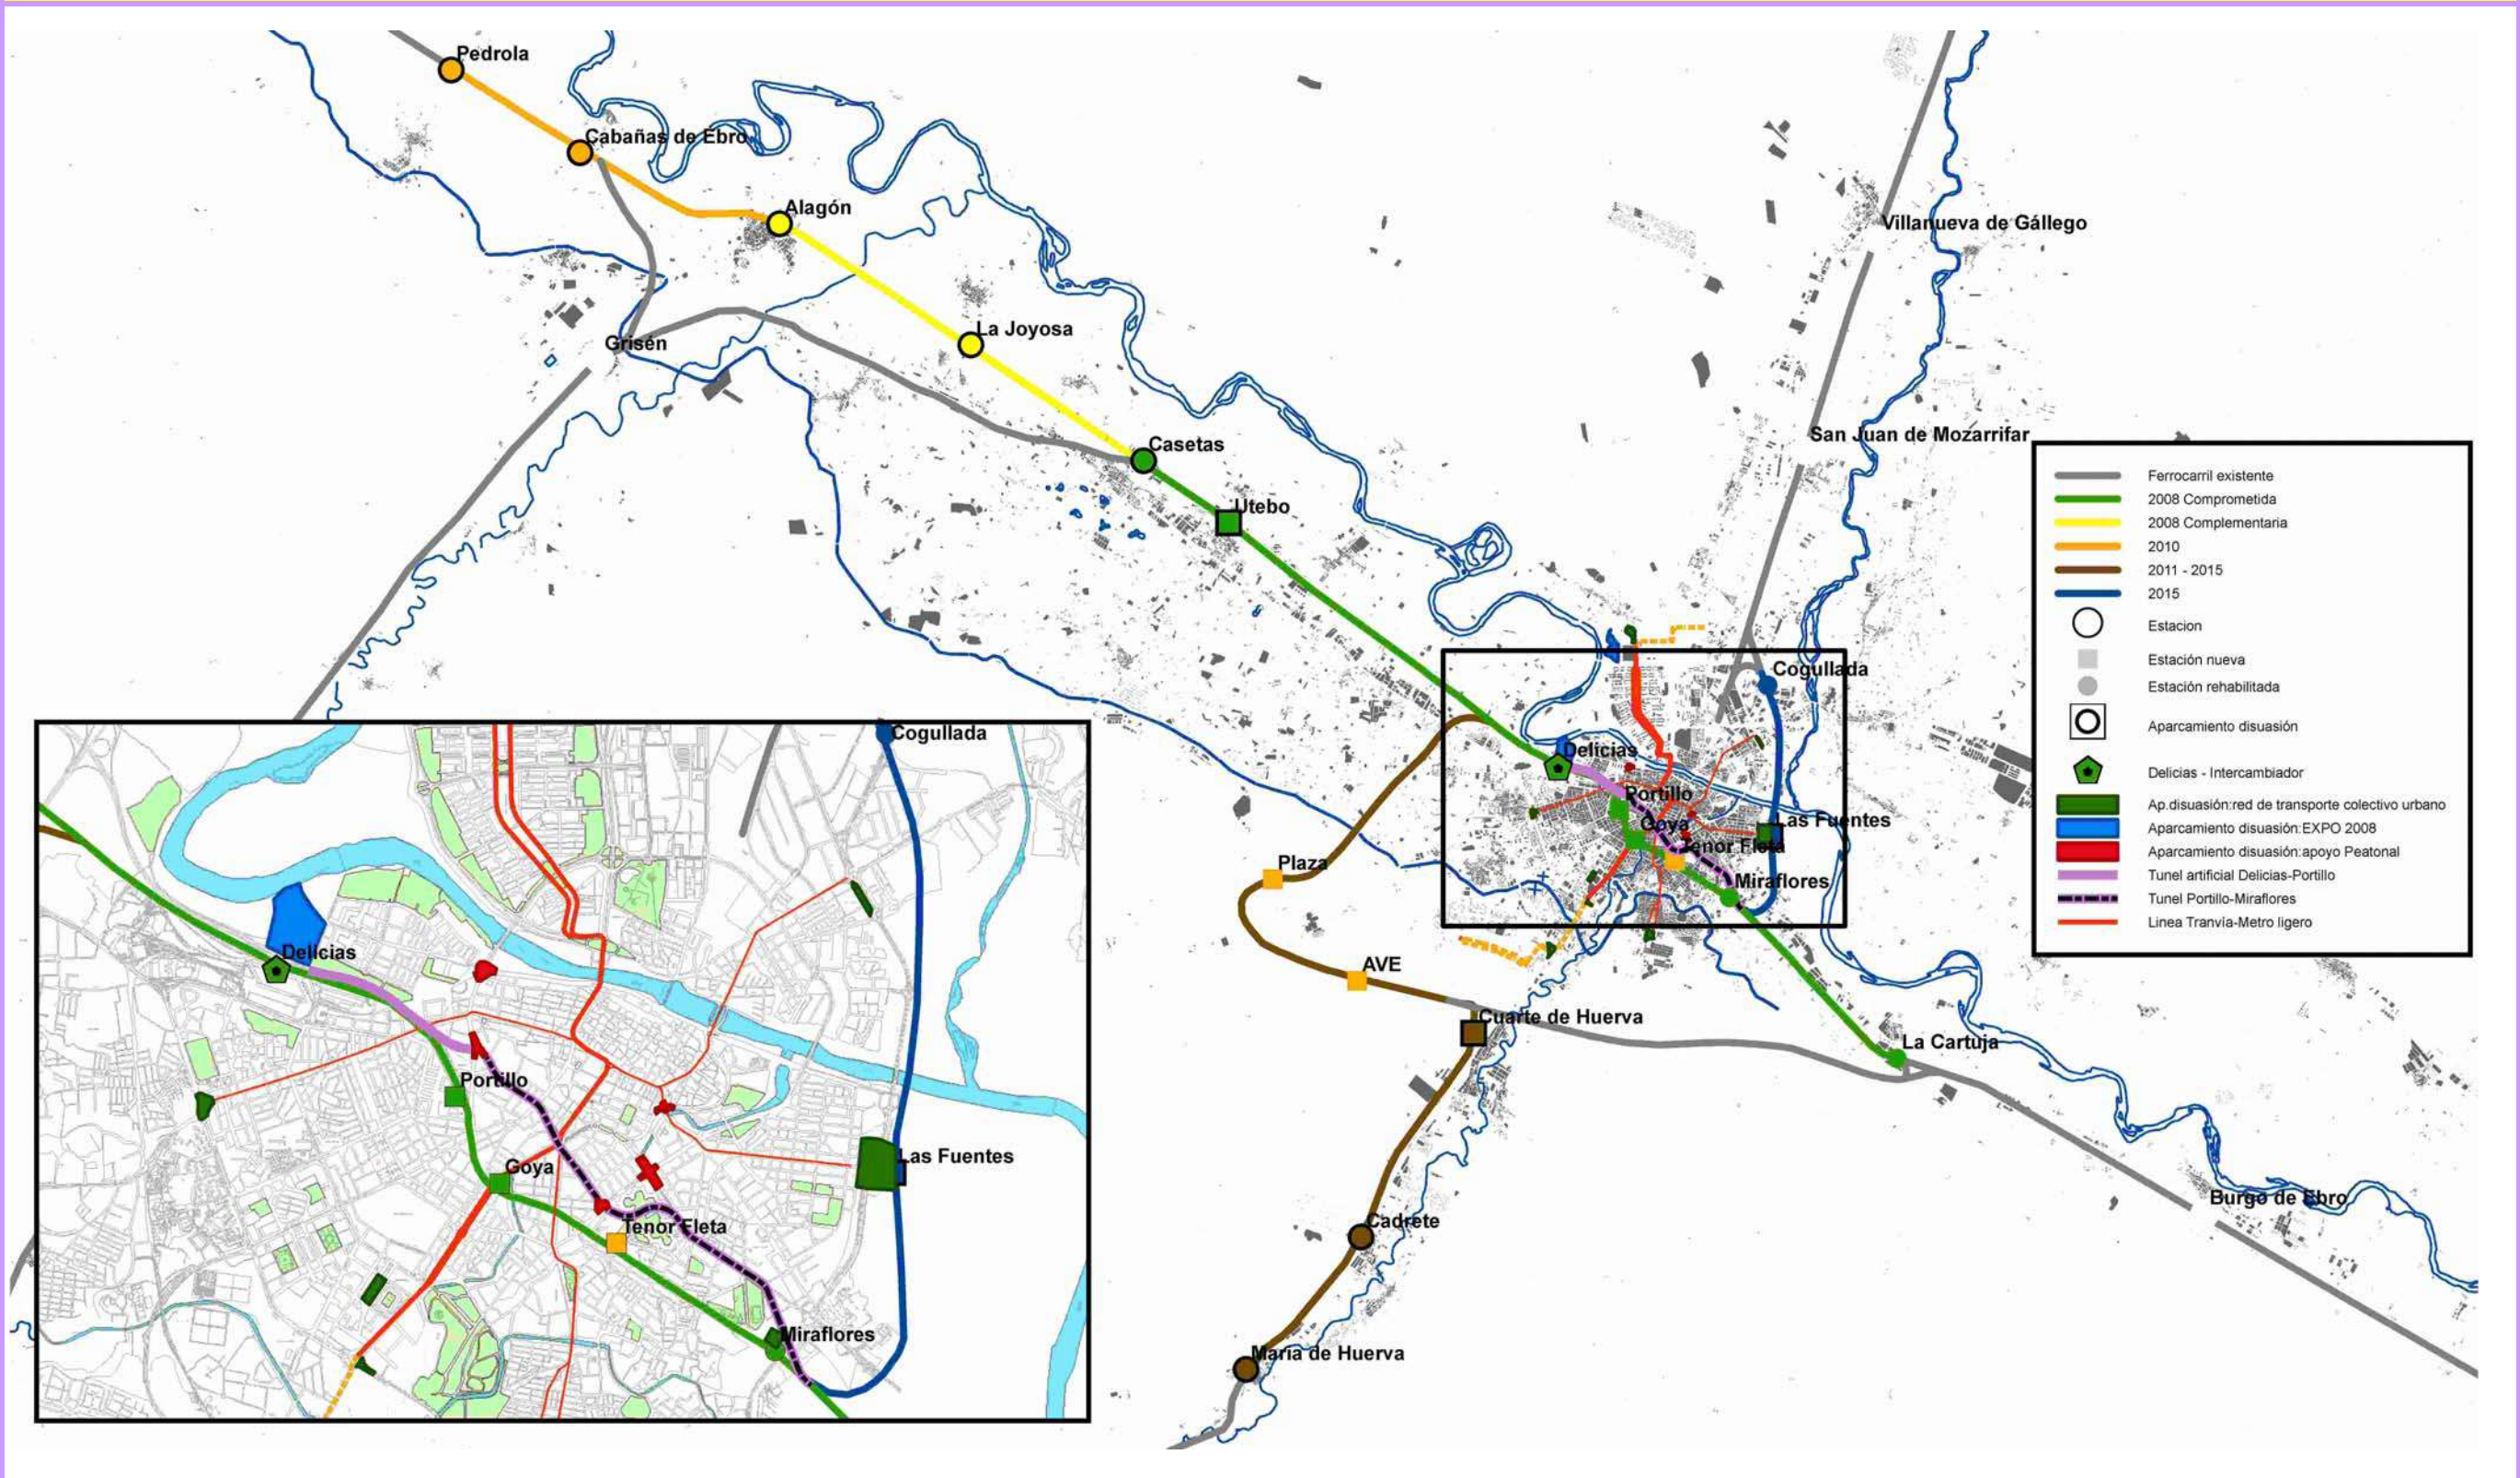 Pedrola
Cabañas de Ebro
Alagón
Villanueva de Gállego
La Joyosa
Grisén
San Juan de Mozarrifar
Casetas
Utebo
Cogullada
Delicias
Portillo
Goya
Las Fuentes
Tenor Fleta
Plaza
Miraflores
AVE
Cuarte de Huerva
La Cartuja
Burgo de Ebro
Cadrete
María de Huerva
Ferrocarril existente
2008 Comprometida
2008 Complementaria
2010
2011 - 2015
2015
Estacion
Estación nueva
Estación rehabilitada
Aparcamiento disuasión
Delicias - Intercambiador
Ap.disuasión:red de transporte colectivo urbano
Aparcamiento disuasión:EXPO 2008
Aparcamiento disuasión:apoyo Peatonal
Tunel artificial Delicias-Portillo
Tunel Portillo-Miraflores
Linea Tranvía-Metro ligero
Cogullada
Delicias
Portillo
Goya
Las Fuentes
Tenor Fleta
Miraflores